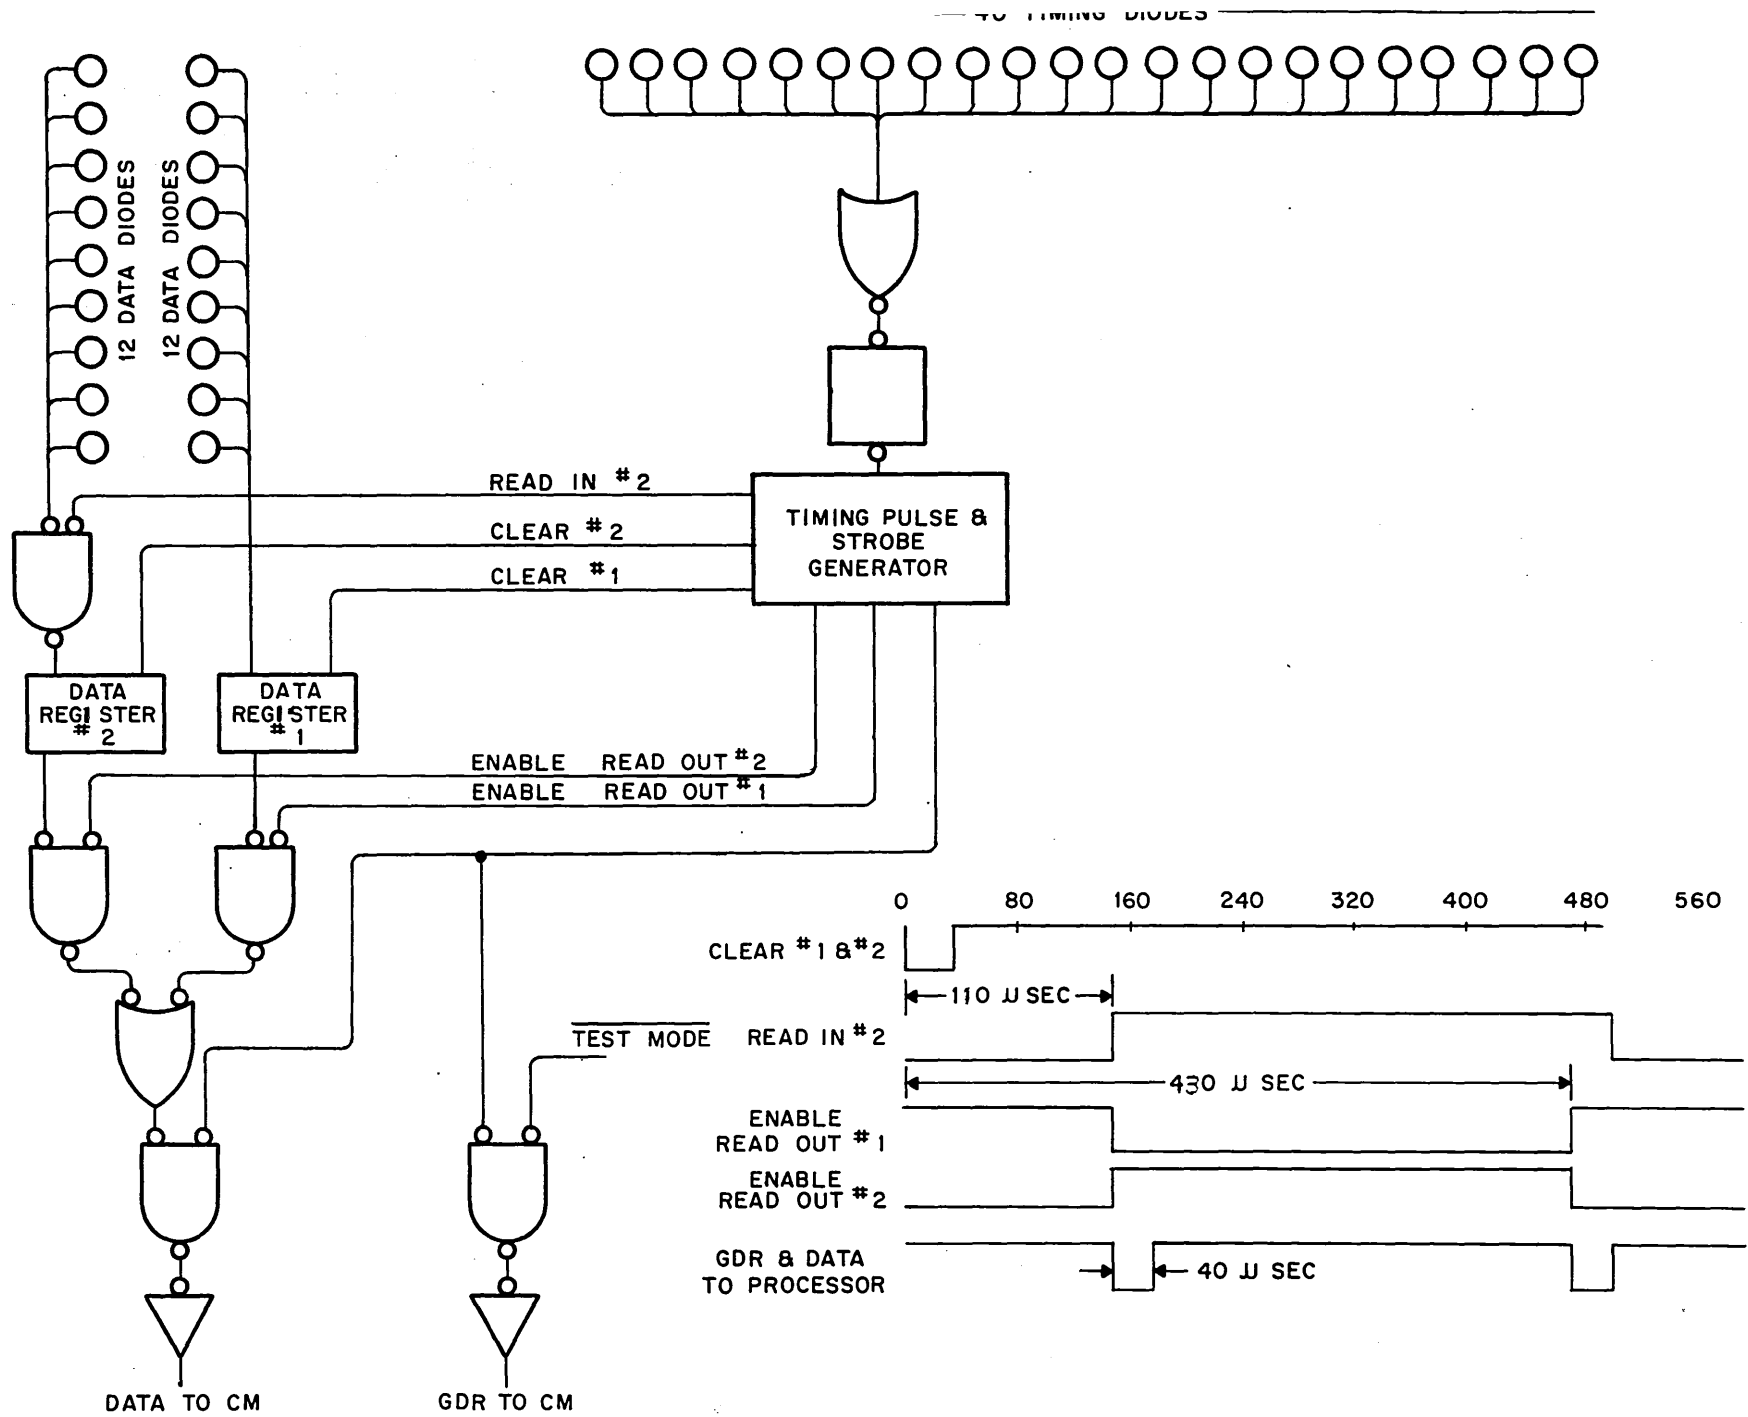 40 TIMING DIODES
12 DATA DIODES
12 DATA DIODES
READ IN #2
CLEAR #2
CLEAR #1
TIMING PULSE &
STROBE
GENERATOR
DATA
REGISTER
# 2
DATA
REGISTER
# 1
ENABLE READ OUT #2
ENABLE READ OUT #1
0 80 160 240 320 400 480 560
CLEAR #1 & #2
110 µ SEC
TEST MODE
READ IN #2
430 µ SEC
ENABLE
READ OUT #1
ENABLE
READ OUT #2
GDR & DATA
TO PROCESSOR
40 µ SEC
DATA TO CM
GDR TO CM